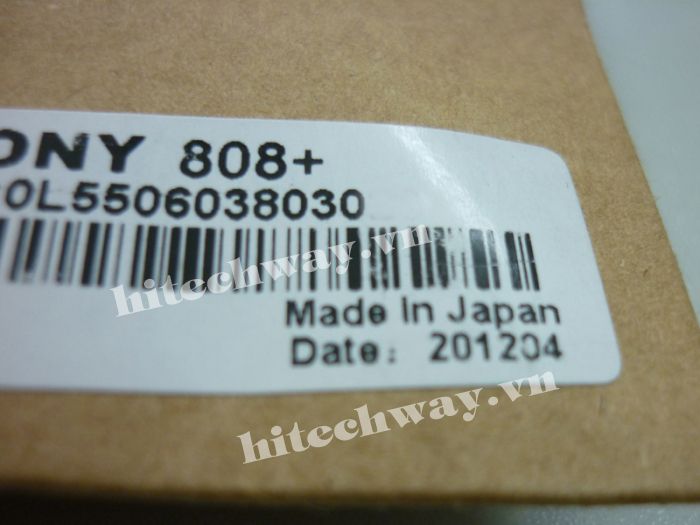 ONY 808+
0L5506038030
hitechway.vn
Made In Japan
Date: 201204
hitechway.vn